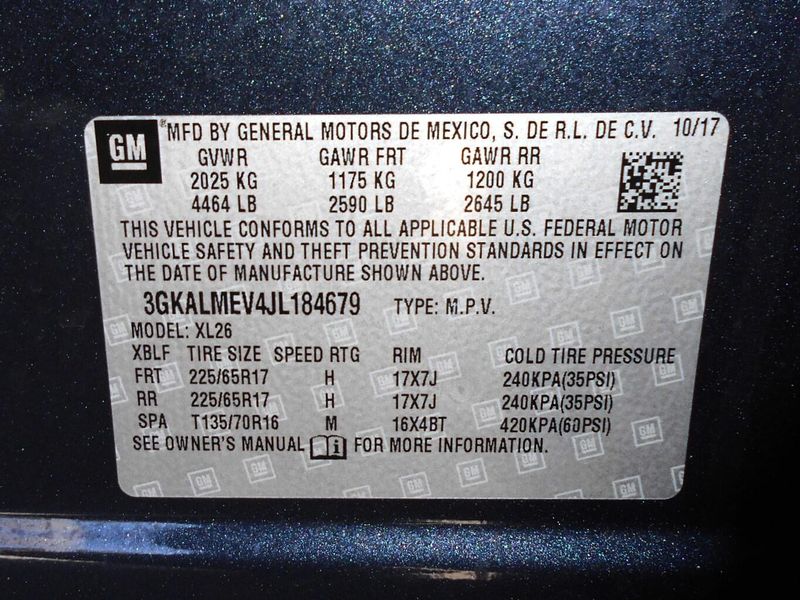 GM ®MFD BY GENERAL MOTORS DE MEXICO, S. DE R.L. DE C.V. 10/17
GVWR GAWR FRT GAWR RR
2025 KG 1175 KG 1200 KG
4464 LB 2590 LB 2645 LB
THIS VEHICLE CONFORMS TO ALL APPLICABLE U.S. FEDERAL MOTOR
VEHICLE SAFETY AND THEFT PREVENTION STANDARDS IN EFFECT ON
THE DATE OF MANUFACTURE SHOWN ABOVE.
3GKALMEV4JL184679 TYPE: M.P.V.
MODEL: XL26
XBLF TIRE SIZE SPEED RTG RIM COLD TIRE PRESSURE
FRT 225/65R17 H 17X7J 240KPA(35PSI)
RR 225/65R17 H 17X7J 240KPA(35PSI)
SPA T135/70R16 M 16X4BT 420KPA(60PSI)
SEE OWNER'S MANUAL i FOR MORE INFORMATION.